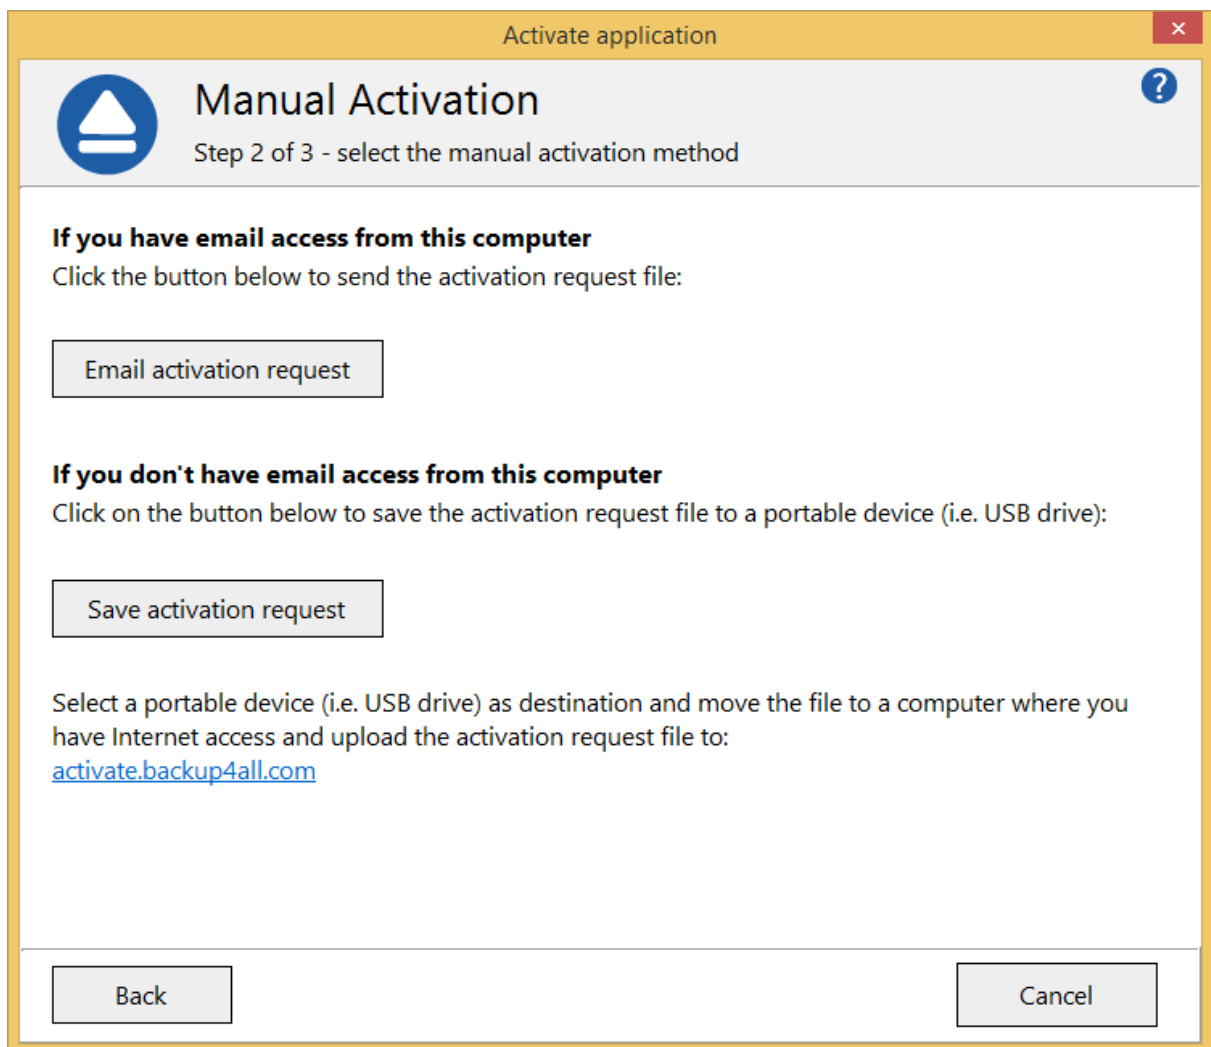 Activate application
Manual Activation
Step 2 of 3 - select the manual activation method
If you have email access from this computer
Click the button below to send the activation request file:
Email activation request
If you don't have email access from this computer
Click on the button below to save the activation request file to a portable device (i.e. USB drive):
Save activation request
Select a portable device (i.e. USB drive) as destination and move the file to a computer where you
have Internet access and upload the activation request file to:
activate.backup4all.com
Back
Cancel